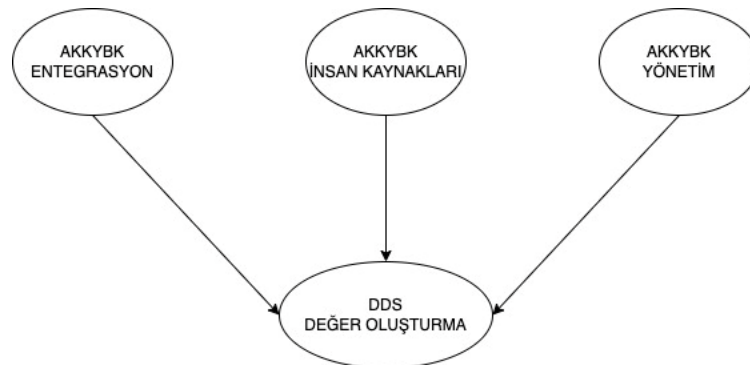 AKKYBK
ENTEGRASYON
AKKYBK
İNSAN KAYNAKLARI
AKKYBK
YÖNETİM
DDS
DEĞER OLUŞTURMA